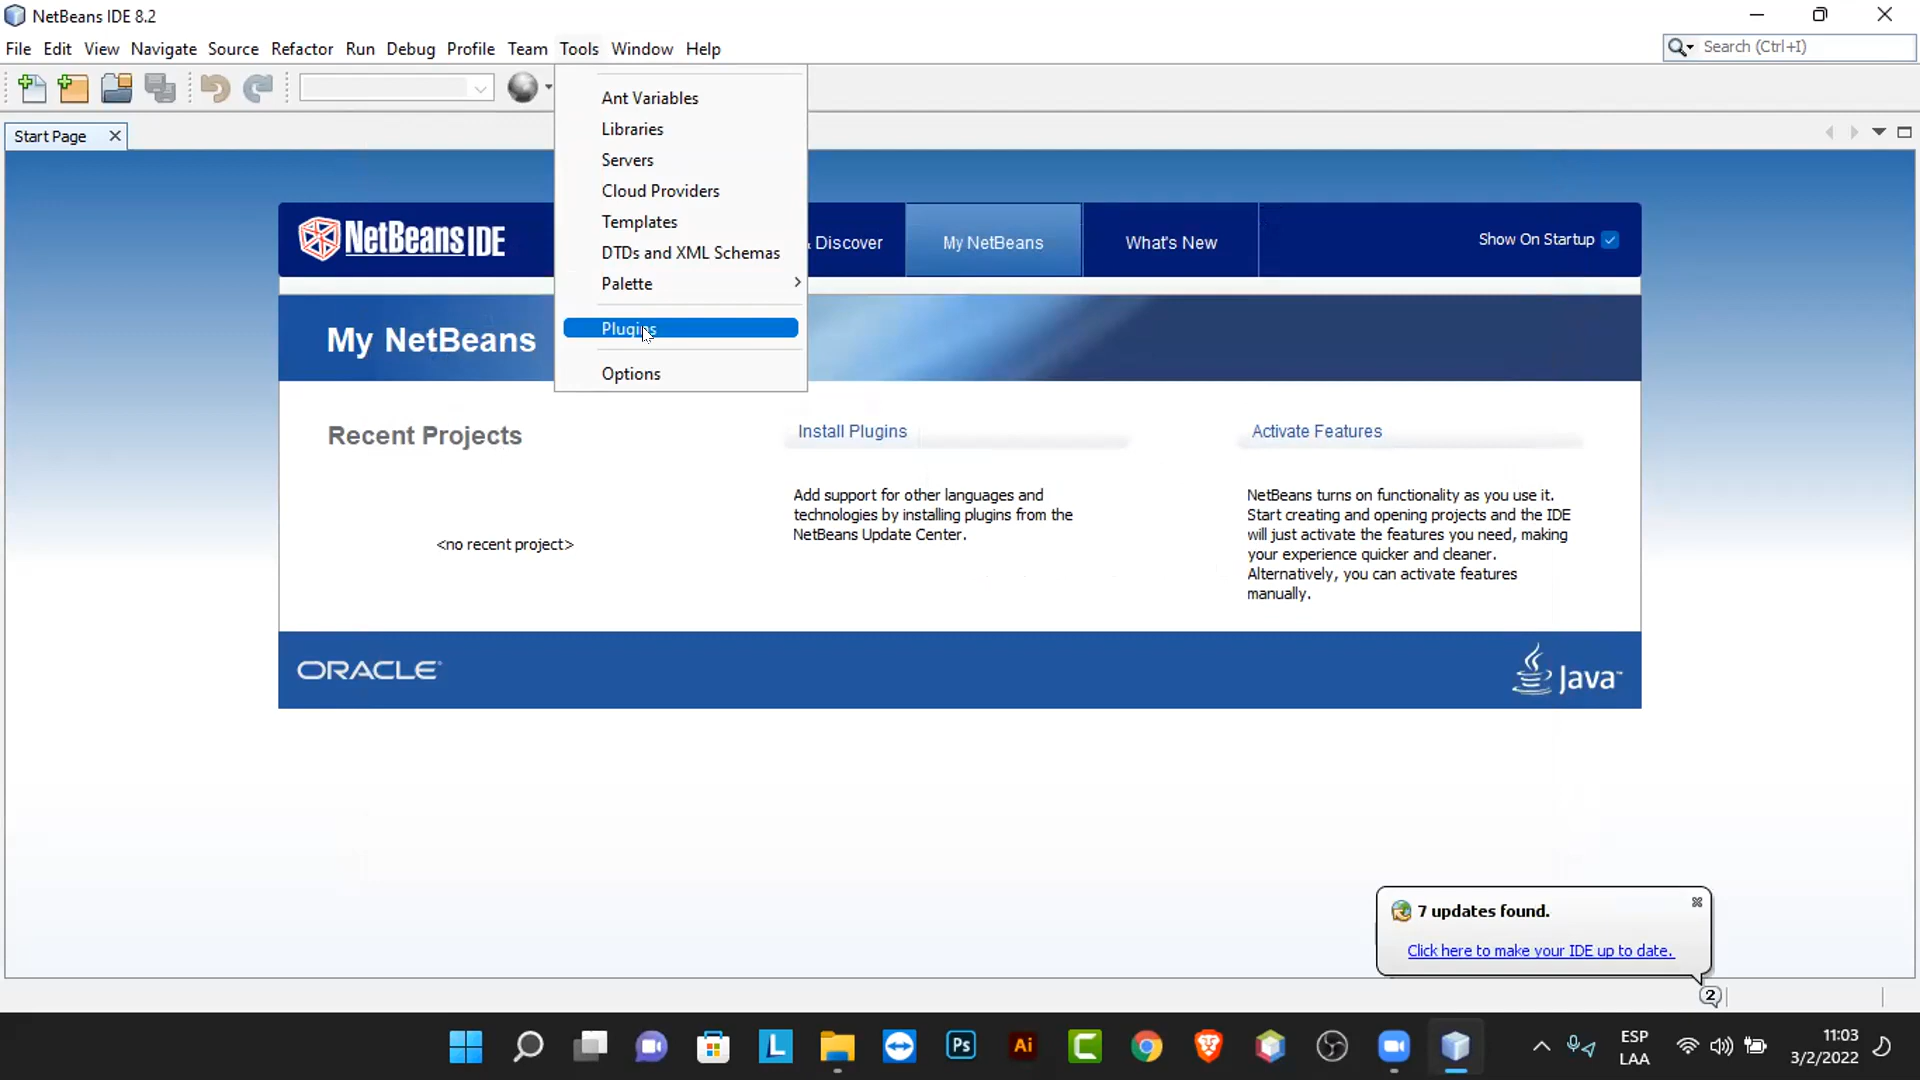 NetBeans IDE 8.2
File Edit View Navigate Source Refactor Run Debug Profile Team Tools Window Help
Search (Ctrl+I)
Ant Variables
Libraries
Servers
Cloud Providers
Templates
DTDs and XML Schemas
Palette
Plugins
Options
Start Page
NetBeans IDE
& Discover
My NetBeans
What's New
Show On Startup
My NetBeans
Recent Projects
<no recent project>
Install Plugins
Add support for other languages and
technologies by installing plugins from the
NetBeans Update Center.
Activate Features
NetBeans turns on functionality as you use it.
Start creating and opening projects and the IDE
will just activate the features you need, making
your experience quicker and cleaner.
Alternatively, you can activate features
manually.
ORACLE
Java™
7 updates found.
Click here to make your IDE up to date.
2
L
Ps
Ai
C
ESP
LAA
11:03
3/2/2022